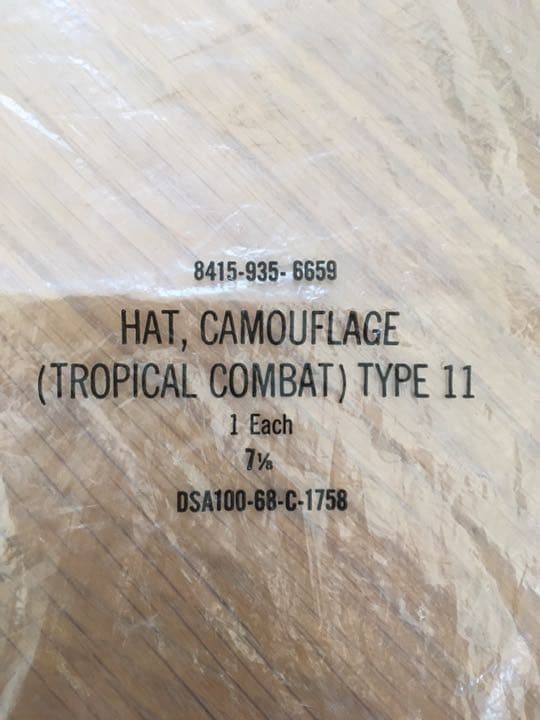 8415-935- 6659
HAT, CAMOUFLAGE
(TROPICAL COMBAT) TYPE 11
1 Each
7⅛
DSA100-68-C-1758